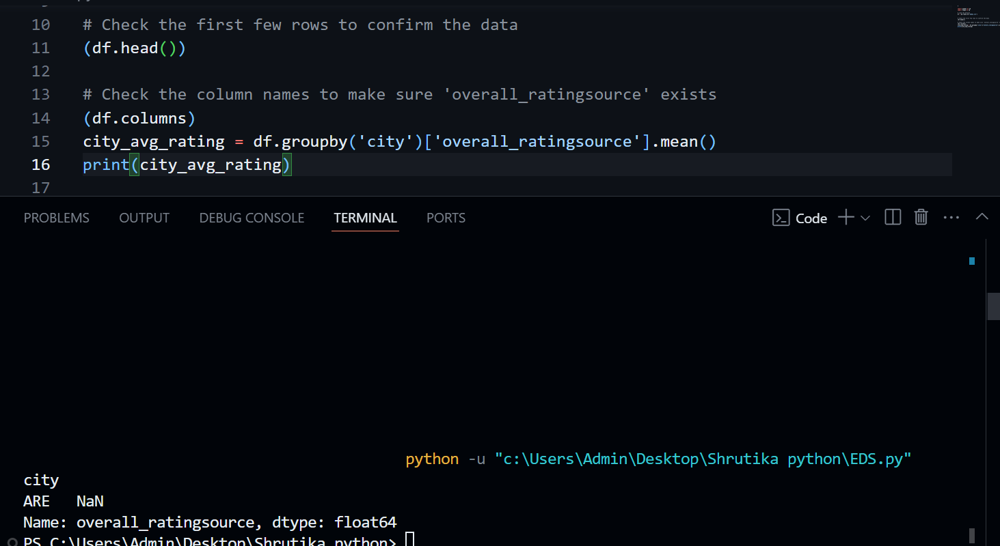 10 # Check the first few rows to confirm the data
11 (df.head())
12
13 # Check the column names to make sure 'overall_ratingsource' exists
14 (df.columns)
15 city_avg_rating = df.groupby('city')['overall_ratingsource'].mean()
16 print(city_avg_rating)
17
PROBLEMS OUTPUT DEBUG CONSOLE TERMINAL PORTS Code
python -u "c:\Users\Admin\Desktop\Shrutika python\EDS.py"
city
ARE NaN
Name: overall_ratingsource, dtype: float64
PS C:\Users\Admin\Desktop\Shrutika python>